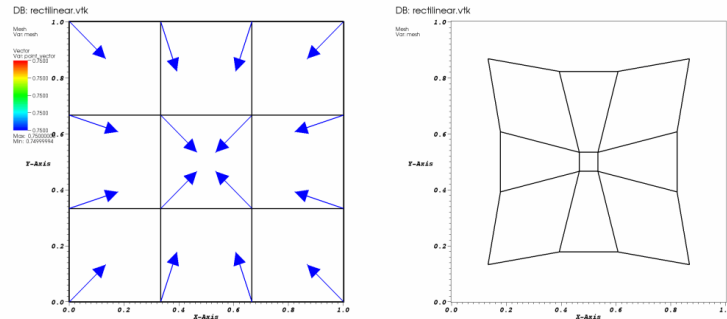 DB: rectilinear.vtk
Mesh
Var: mesh
Vector
Var: point_vector
0.7500
0.7500
0.7500
0.7500
0.7500
Max: 0.7500000
Min: 0.7499994
1.0
0.8
0.6
Y-Axis
0.4
0.2
0.0
0.0 0.2 0.4 0.6 0.8 1.0
X-Axis
DB: rectilinear.vtk
Mesh
Var: mesh
1.0
0.8
0.6
Y-Axis
0.4
0.2
0.0
0.0 0.2 0.4 0.6 0.8 1.0
X-Axis